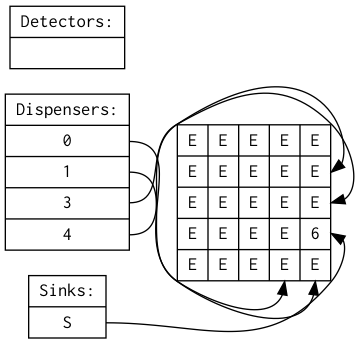 Detectors:
Dispensers:
0
1
3
4
E E E E E
E E E E E
E E E E E
E E E E 6
E E E E E
Sinks:
S